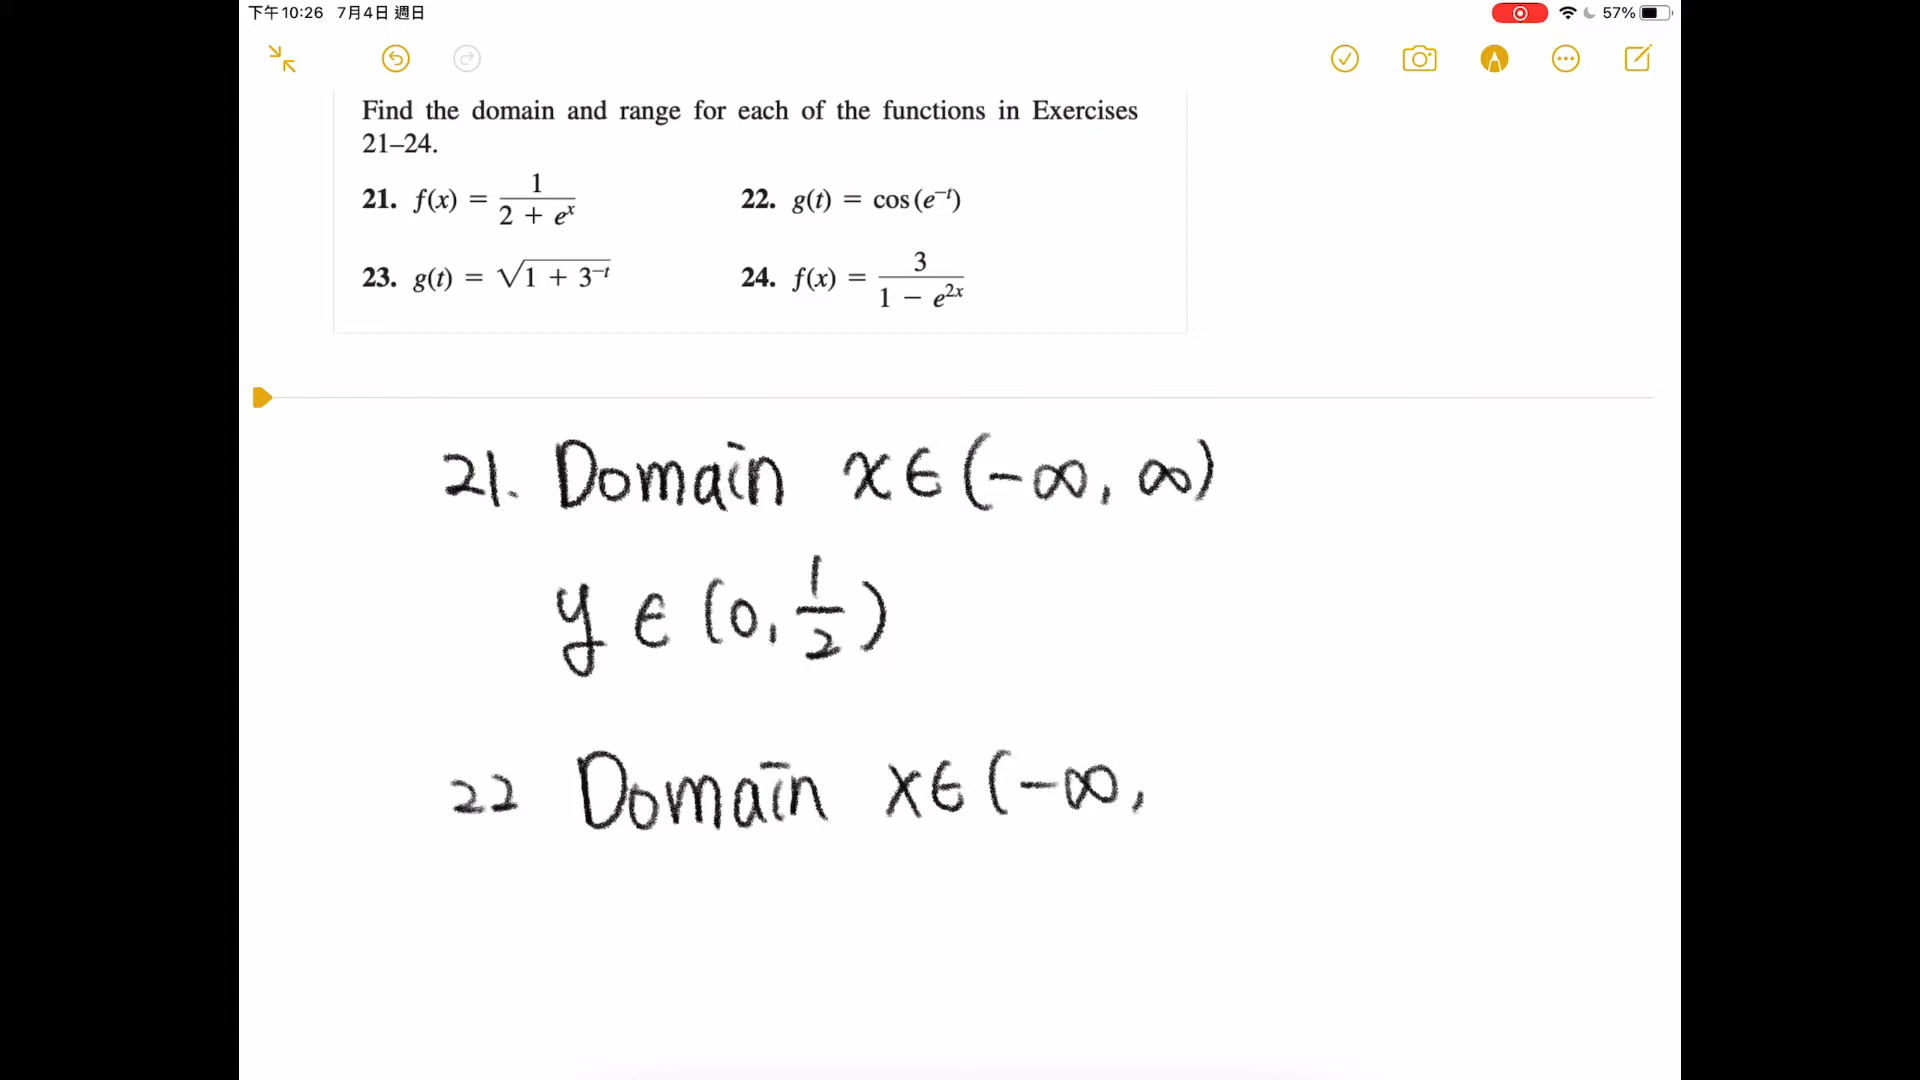 下午10:26 7月4日 週日
57%
Find the domain and range for each of the functions in Exercises
21–24.
21. f(x) = 1/(2 + eˣ)
22. g(t) = cos(e⁻ᵗ)
23. g(t) = √(1 + 3⁻ᵗ)
24. f(x) = 3/(1 − e²ˣ)
21. Domain x∈(-∞, ∞)
y ∈ (0, 1/2)
22 Domain x∈(-∞,